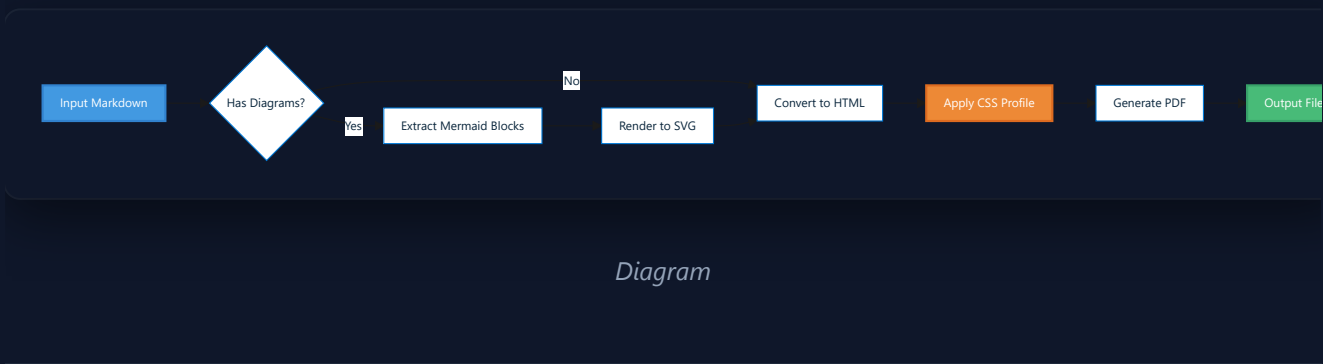 Input Markdown
Has Diagrams?
No
Yes
Extract Mermaid Blocks
Render to SVG
Convert to HTML
Apply CSS Profile
Generate PDF
Output File
Diagram